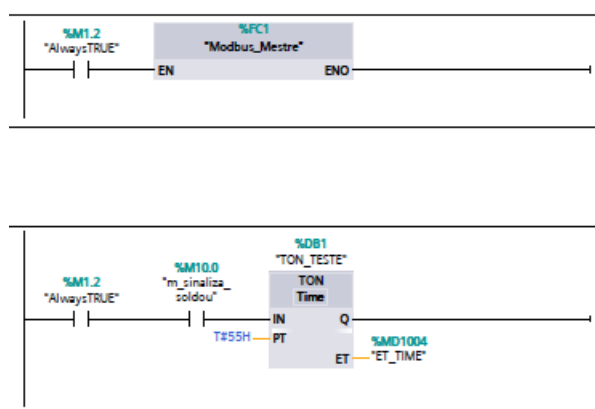 %M1.2
"AlwaysTRUE"
%FC1
"Modbus_Mestre"
EN
ENO
%DB1
"TON_TESTE"
%M1.2
"AlwaysTRUE"
%M10.0
"m_sinaliza_
soldou"
TON
Time
IN
Q
T#55H
PT
%MD1004
ET
"ET_TIME"